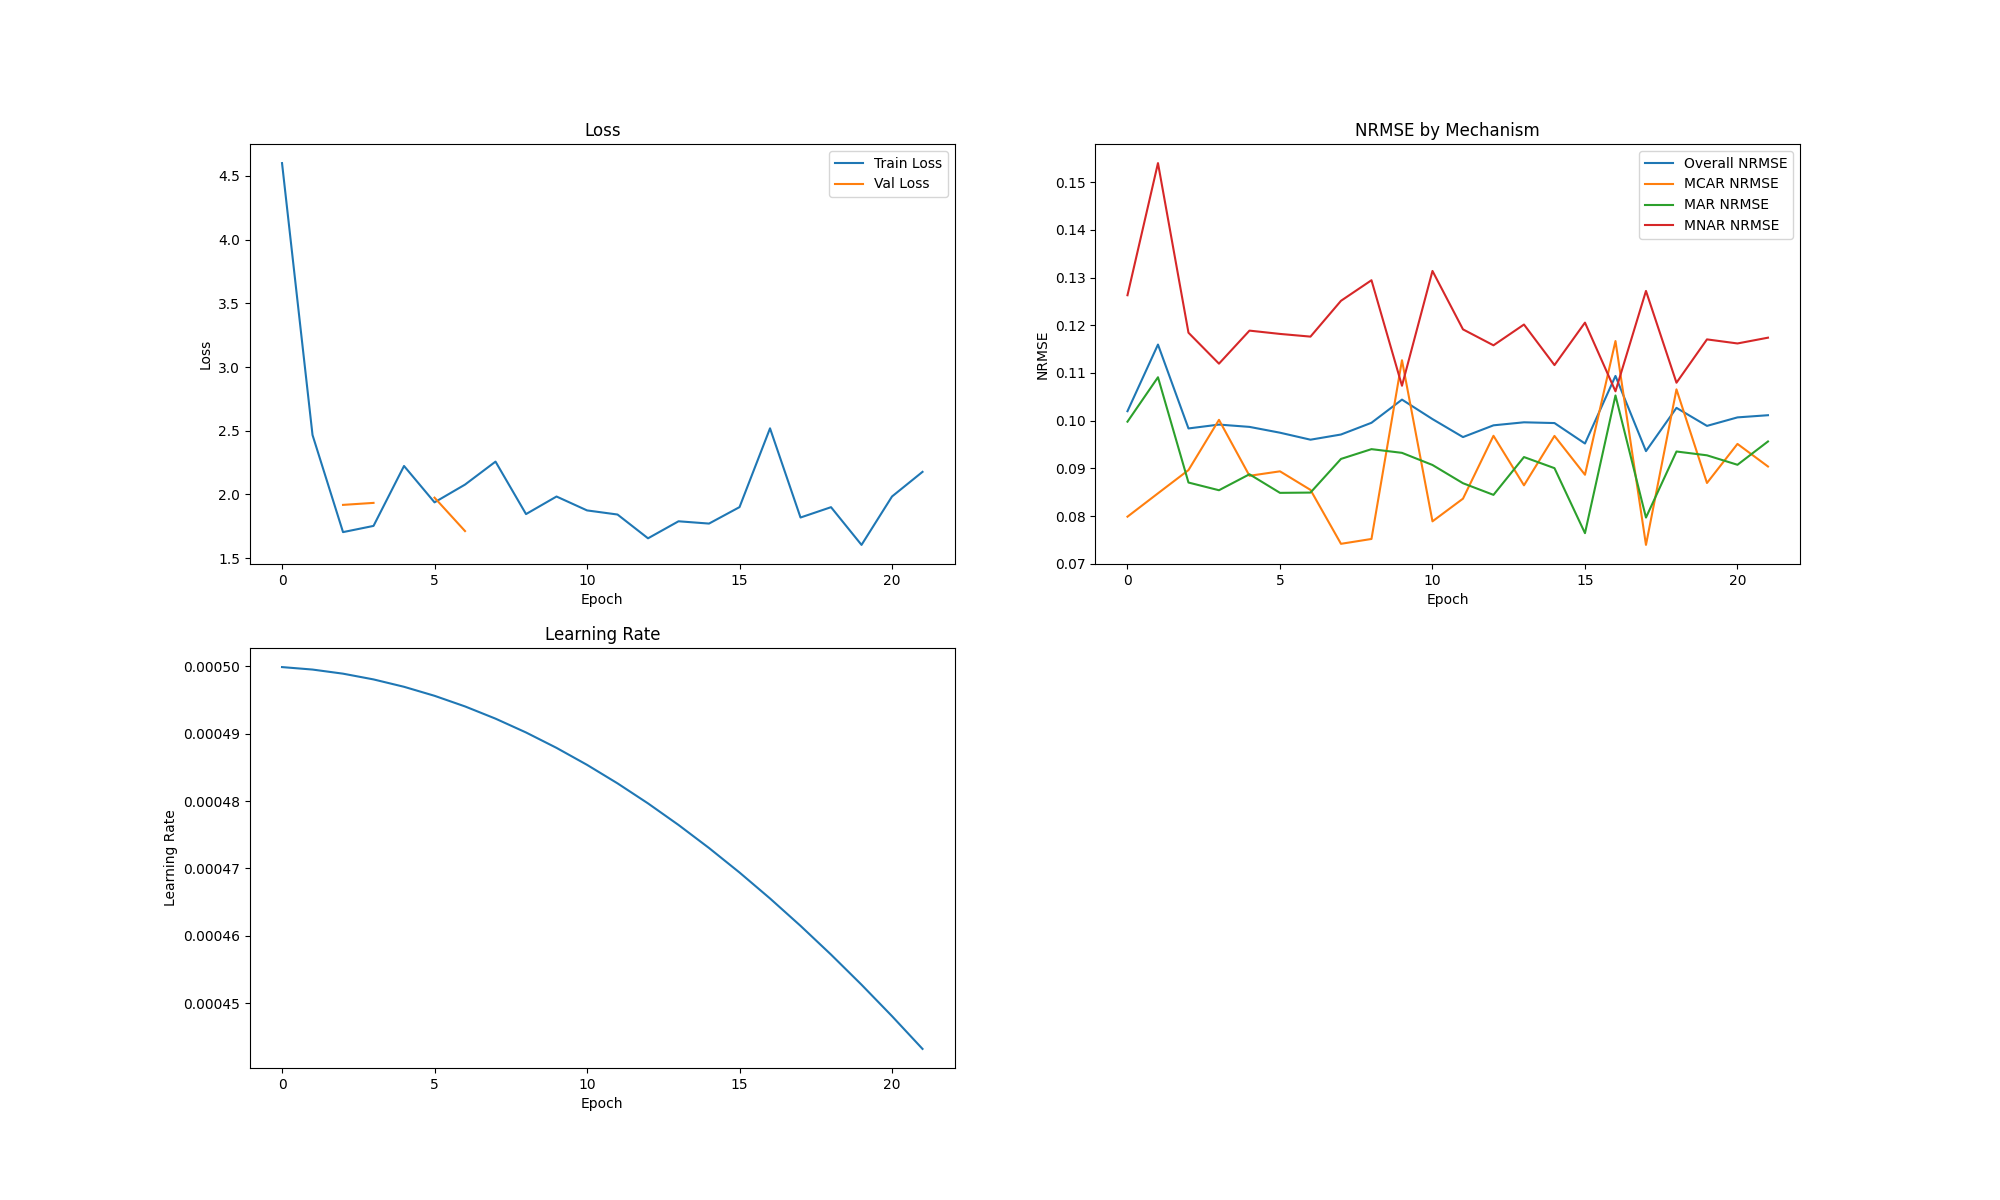 Loss
Train Loss
Val Loss
4.5
4.0
3.5
3.0
2.5
2.0
1.5
Loss
0
5
10
15
20
Epoch
NRMSE by Mechanism
Overall NRMSE
MCAR NRMSE
MAR NRMSE
MNAR NRMSE
0.15
0.14
0.13
0.12
0.11
0.10
0.09
0.08
0.07
NRMSE
0
5
10
15
20
Epoch
Learning Rate
0.00050
0.00049
0.00048
0.00047
0.00046
0.00045
Learning Rate
0
5
10
15
20
Epoch